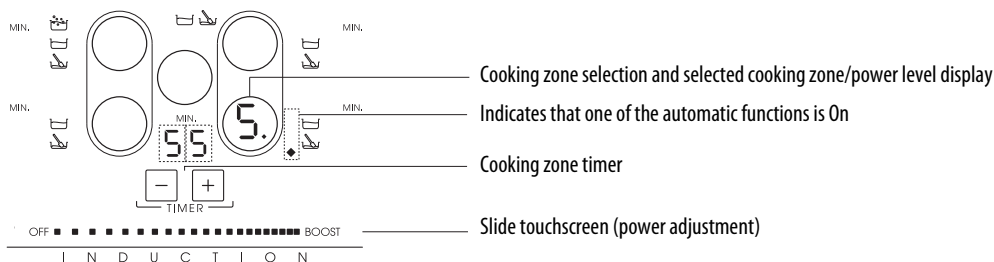 MIN.
MIN.
Cooking zone selection and selected cooking zone/power level display
MIN.
MIN.
Indicates that one of the automatic functions is On
MIN.
5.
55
Cooking zone timer
− +
TIMER
OFF BOOST
Slide touchscreen (power adjustment)
INDUCTION